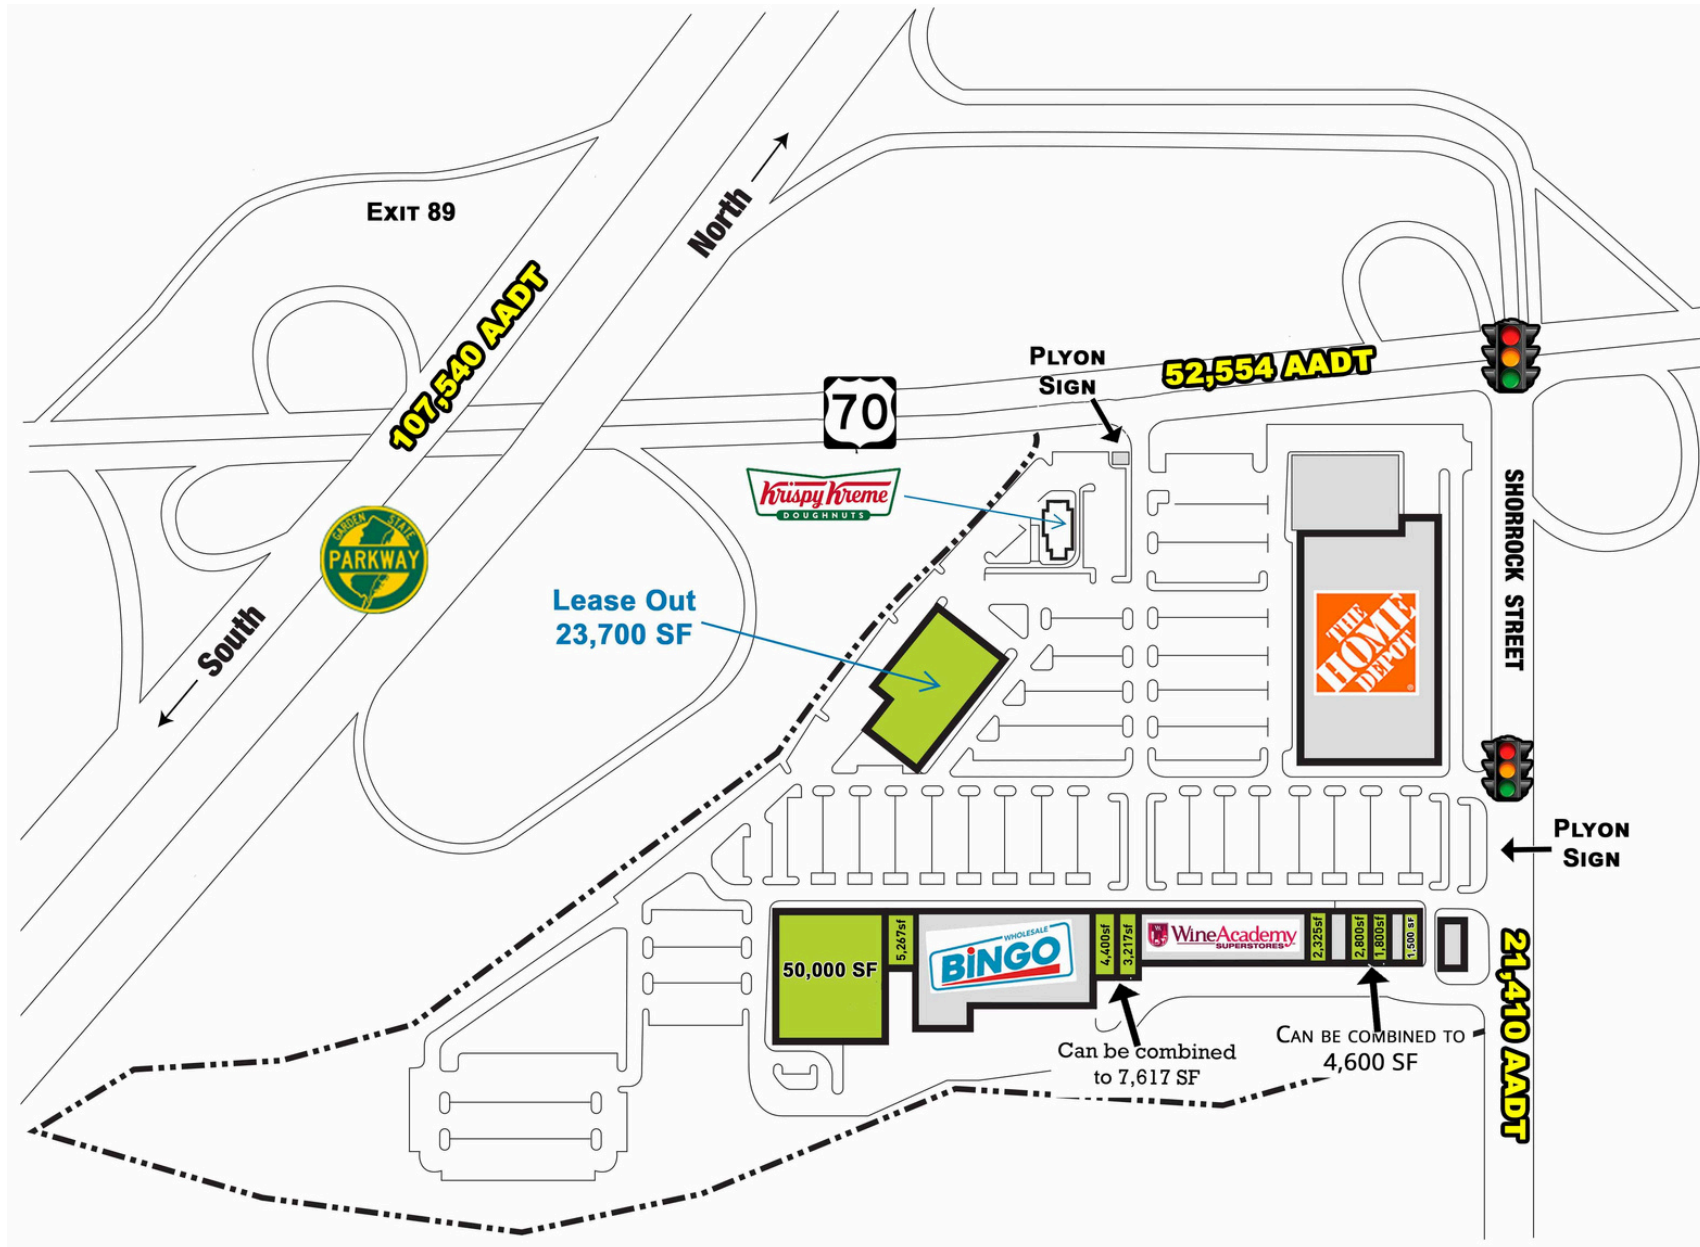 EXIT 89
North
107,540 AADT
PLYON
SIGN
52,554 AADT
70
Krispy Kreme
DOUGHNUTS
GARDEN STATE
PARKWAY
South
Lease Out
23,700 SF
SHORROCK STREET
THE
HOME
DEPOT
®
PLYON
SIGN
50,000 SF
5,267sf
WHOLESALE
BiNGO
4,400sf
3,217sf
WineAcademy
SUPERSTORES
2,325sf
2,800sf
1,800sf
1,500 SF
21,410 AADT
Can be combined
to 7,617 SF
CAN BE COMBINED TO
4,600 SF